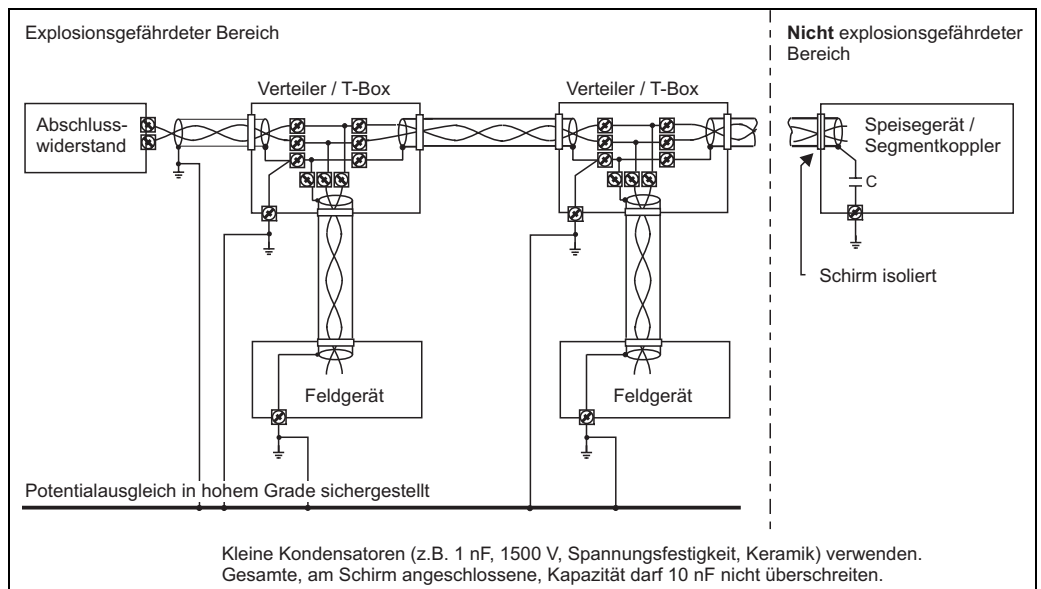 Explosionsgefährdeter Bereich
Nicht explosionsgefährdeter
Bereich
Verteiler / T-Box
Verteiler / T-Box
Abschluss-
widerstand
Speisegerät /
Segmentkoppler
C
Schirm isoliert
Feldgerät
Feldgerät
Potentialausgleich in hohem Grade sichergestellt
Kleine Kondensatoren (z.B. 1 nF, 1500 V, Spannungsfestigkeit, Keramik) verwenden.
Gesamte, am Schirm angeschlossene, Kapazität darf 10 nF nicht überschreiten.